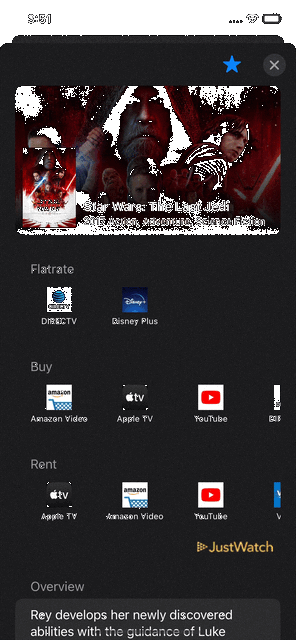 9:51
Star Wars: The Last Jedi
Flatrate
DIRECTV
Disney Plus
Buy
amazon
tv
Disney+
Amazon Video
Apple TV
YouTube
Rent
tv
amazon
Apple TV
Amazon Video
YouTube
V
JustWatch
Overview
Rey develops her newly discovered
abilities with the guidance of Luke